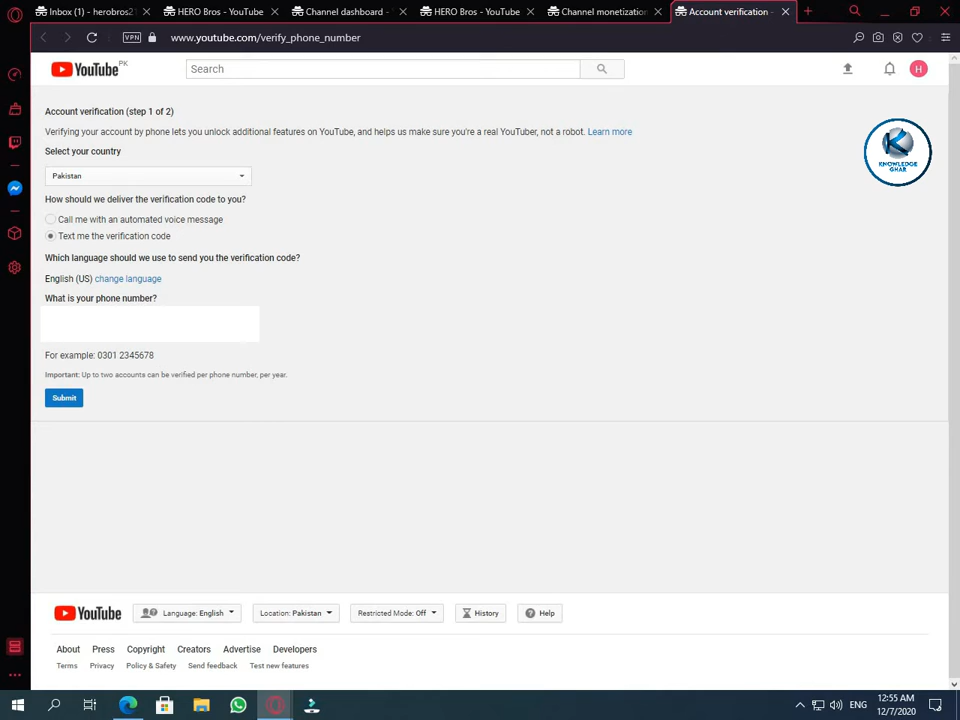 Inbox (1) - herobros2
HERO Bros - YouTube
Channel dashboard -
HERO Bros - YouTube
Channel monetization
Account verification -
VPN
www.youtube.com/verify_phone_number
YouTube PK
Search
H
Account verification (step 1 of 2)
Verifying your account by phone lets you unlock additional features on YouTube, and helps us make sure you're a real YouTuber, not a robot. Learn more
Select your country
Pakistan
How should we deliver the verification code to you?
Call me with an automated voice message
Text me the verification code
Which language should we use to send you the verification code?
English (US) change language
What is your phone number?
For example: 0301 2345678
Important: Up to two accounts can be verified per phone number, per year.
Submit
K
KNOWLEDGE
GHAR
YouTube
Language: English
Location: Pakistan
Restricted Mode: Off
History
Help
About Press Copyright Creators Advertise Developers
Terms Privacy Policy & Safety Send feedback Test new features
ENG
12:55 AM
12/7/2020